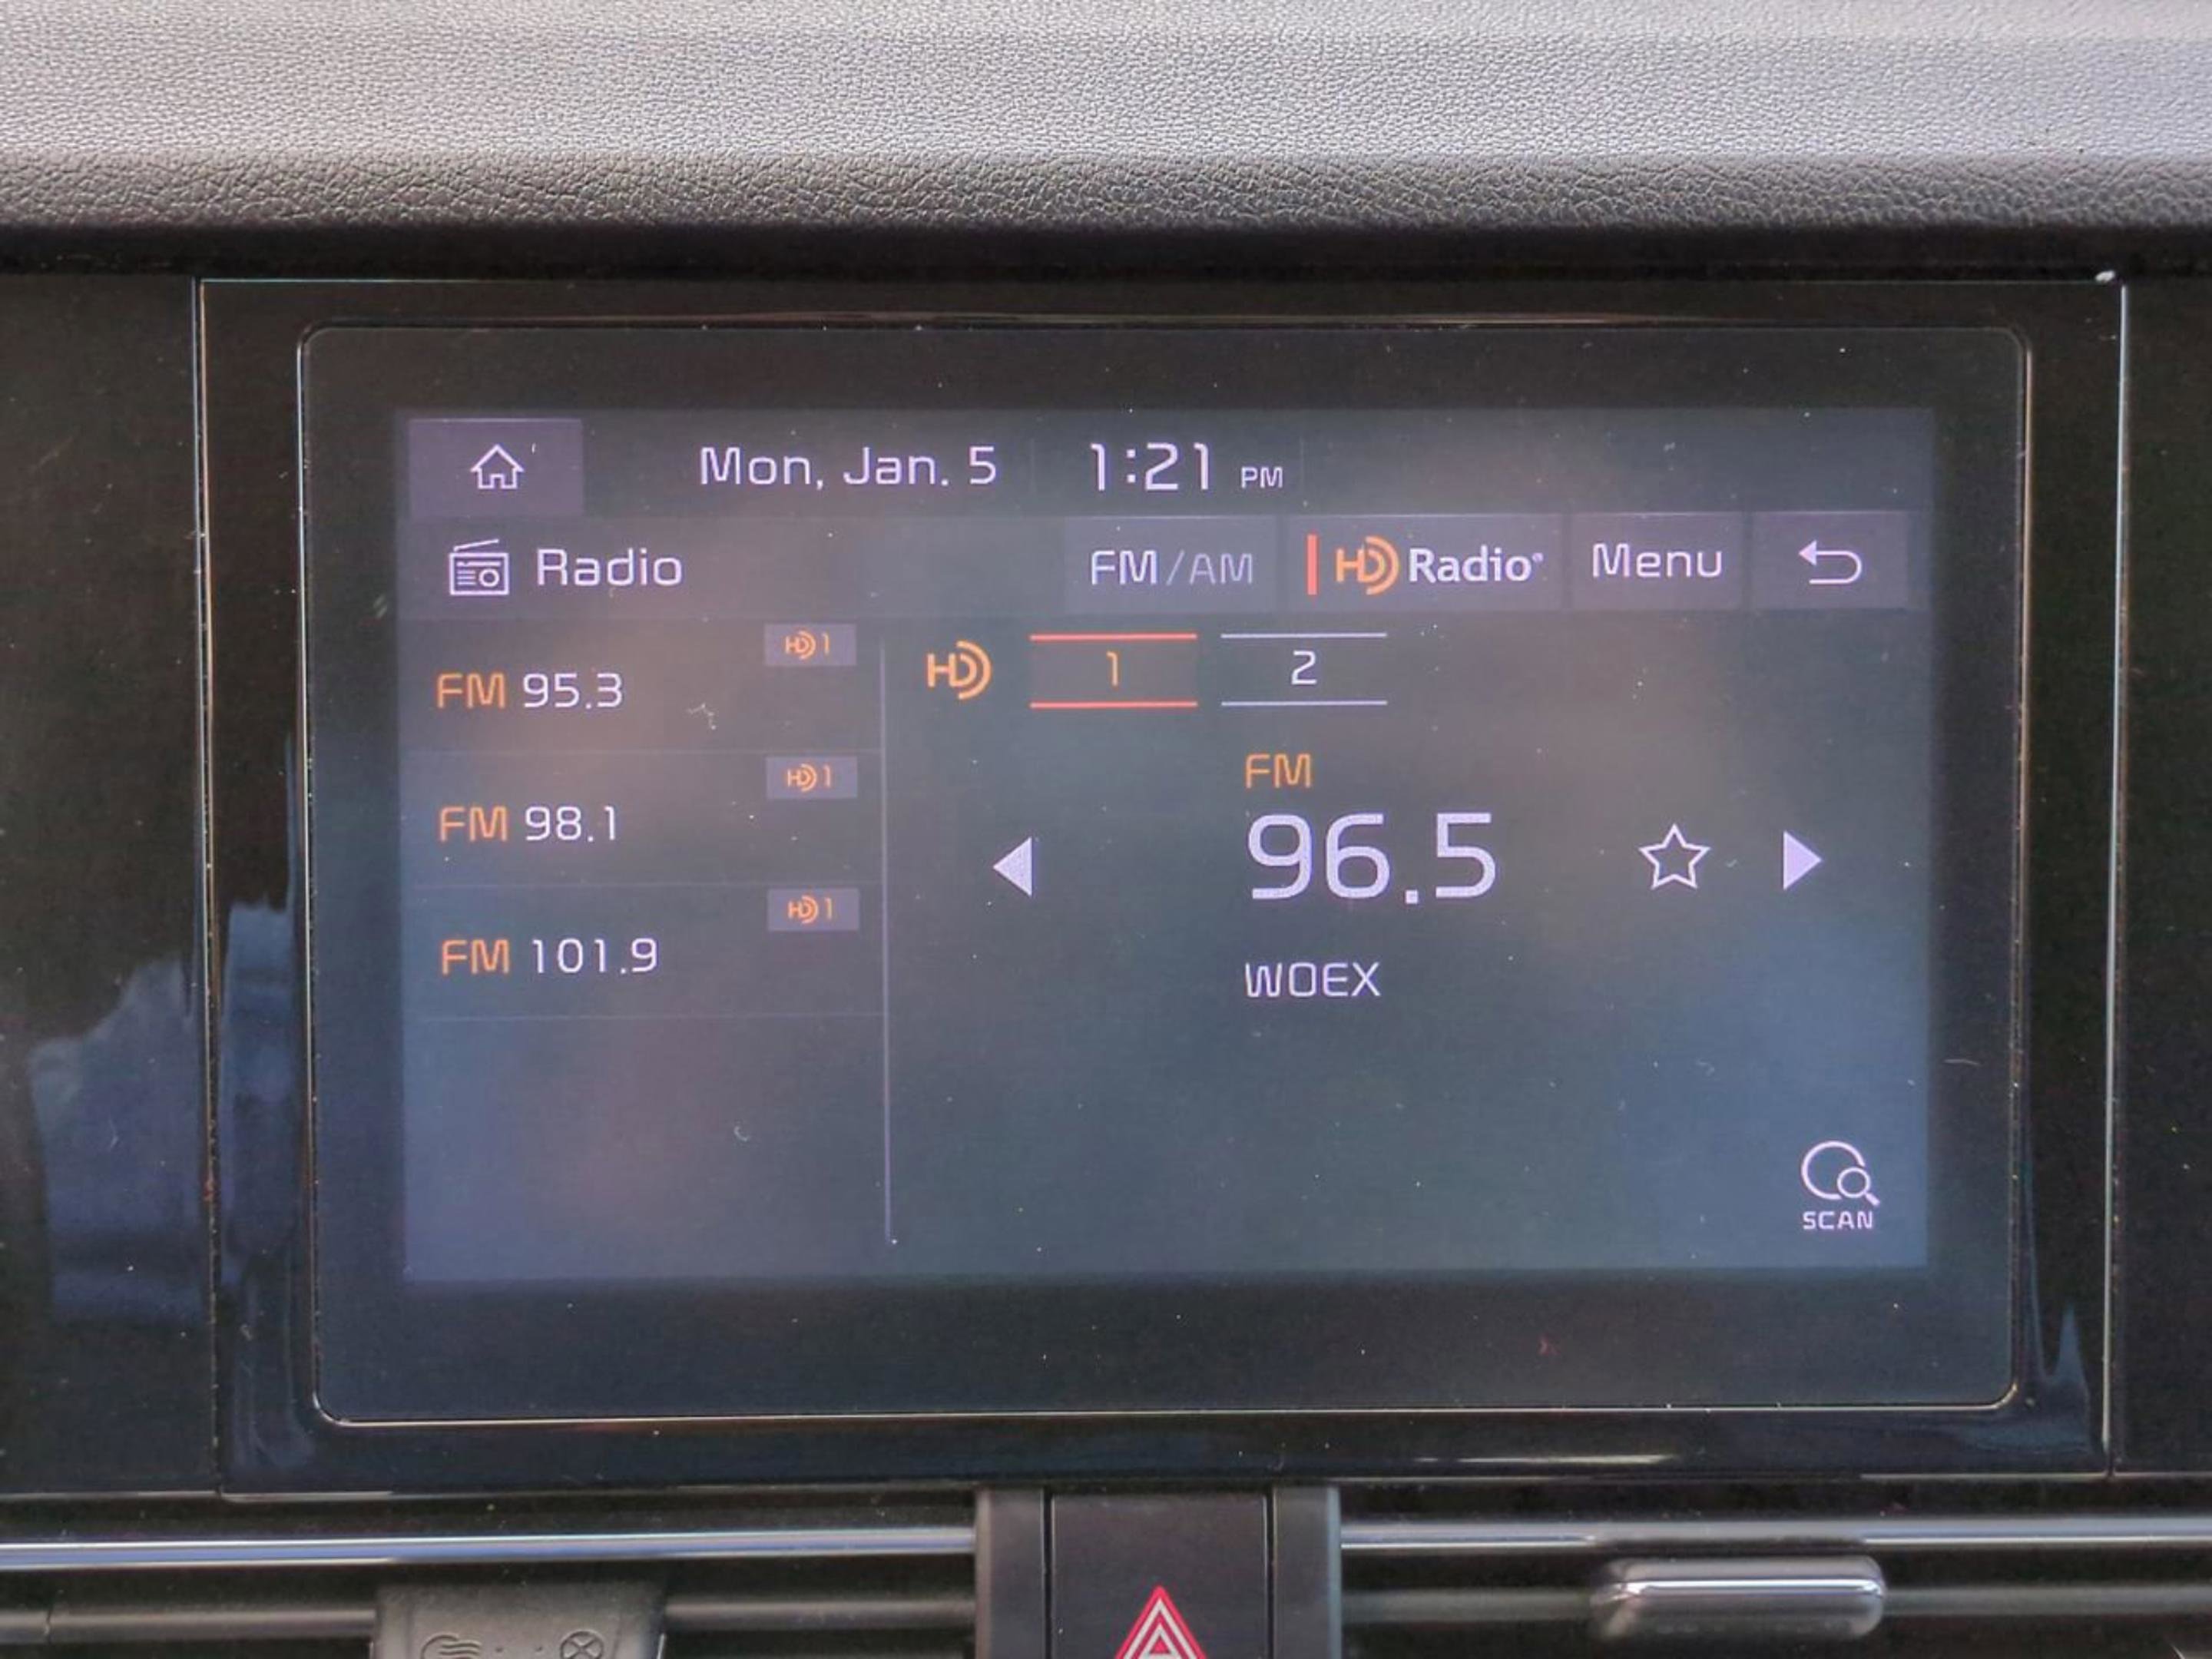 Mon, Jan. 5 1:21 PM
Radio FM/AM HD Radio® Menu
HD 1
FM 95.3
HD 1
FM 98.1
HD 1
FM 101.9
HD 1 2
FM
96.5
WOEX
SCAN